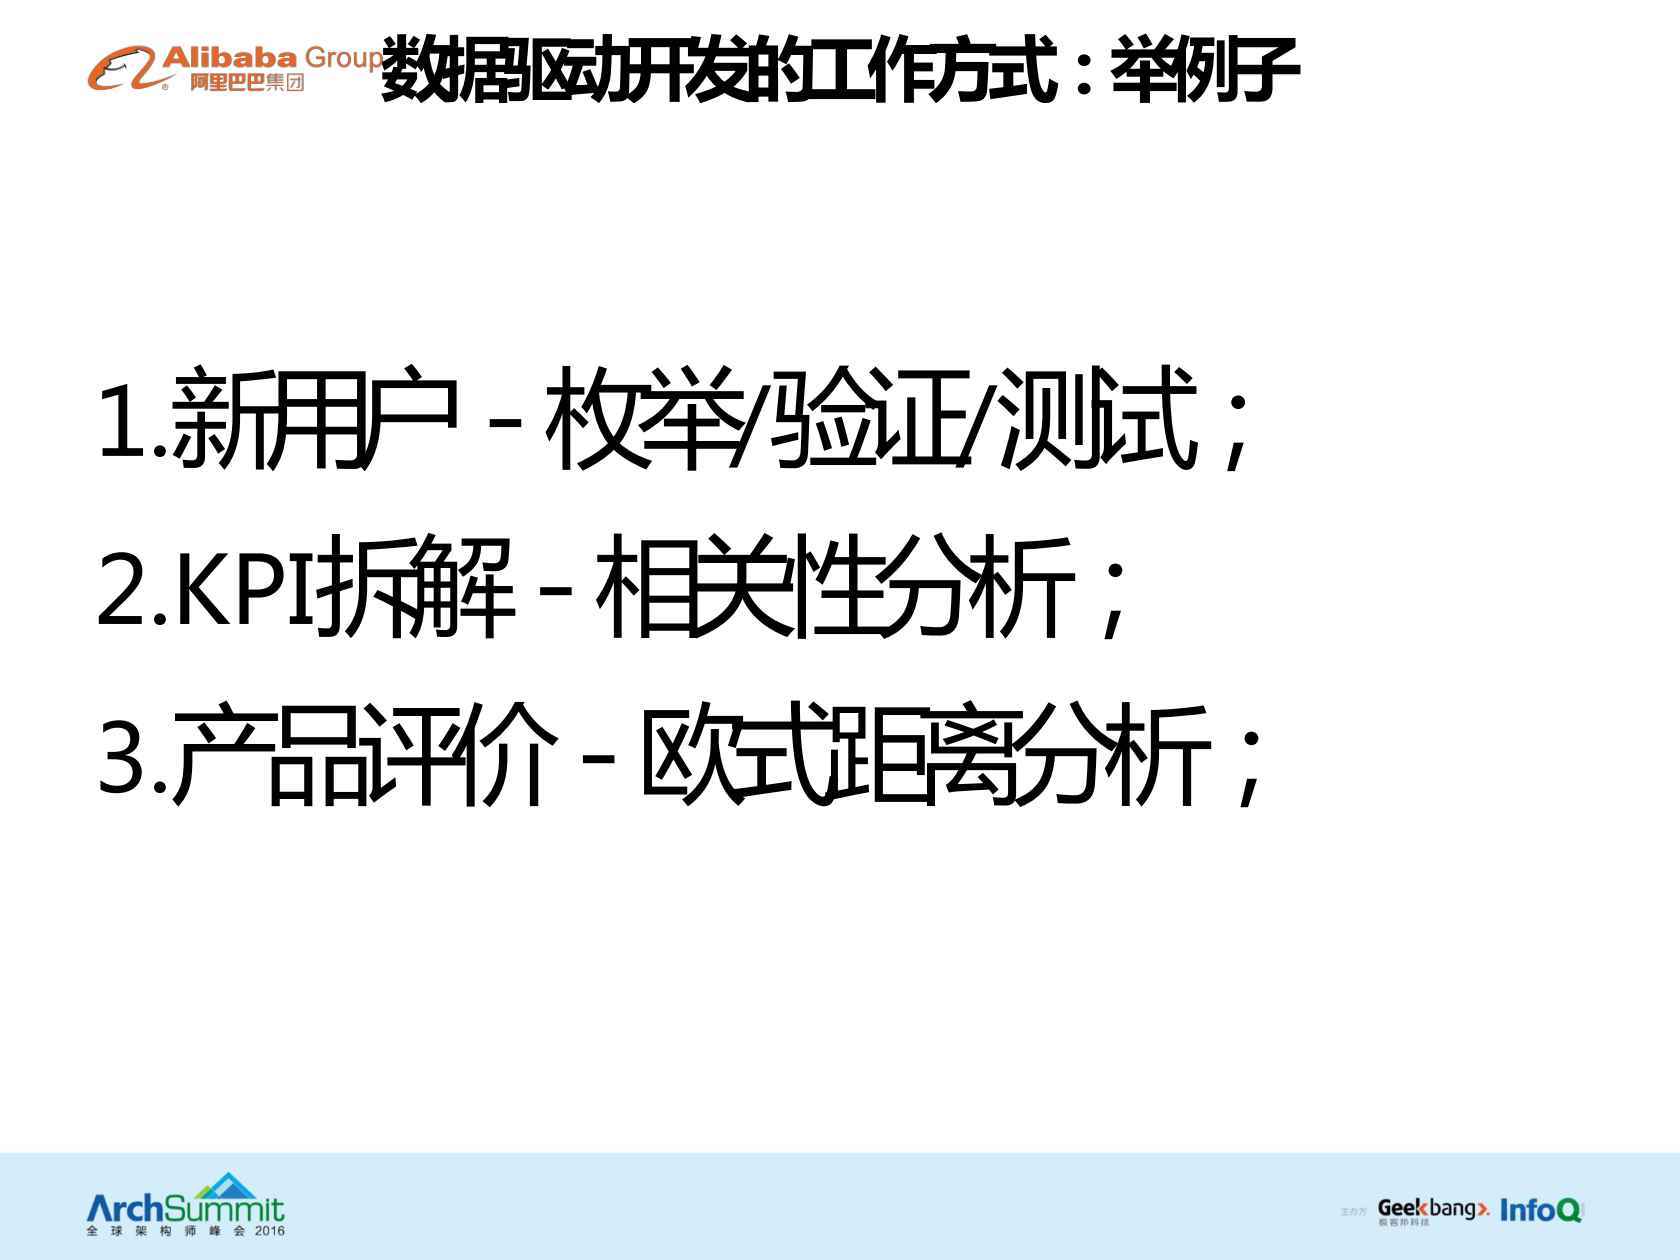 Alibaba Group
阿里巴巴集团
数据驱动开发的工作方式：举例子
1.新用户 - 枚举/验证/测试；
2.KPI拆解 - 相关性分析；
3.产品评价 - 欧式距离分析；
ArchSummit
全球架构师峰会 2016
主办方 Geekbang>. InfoQ
极客邦科技